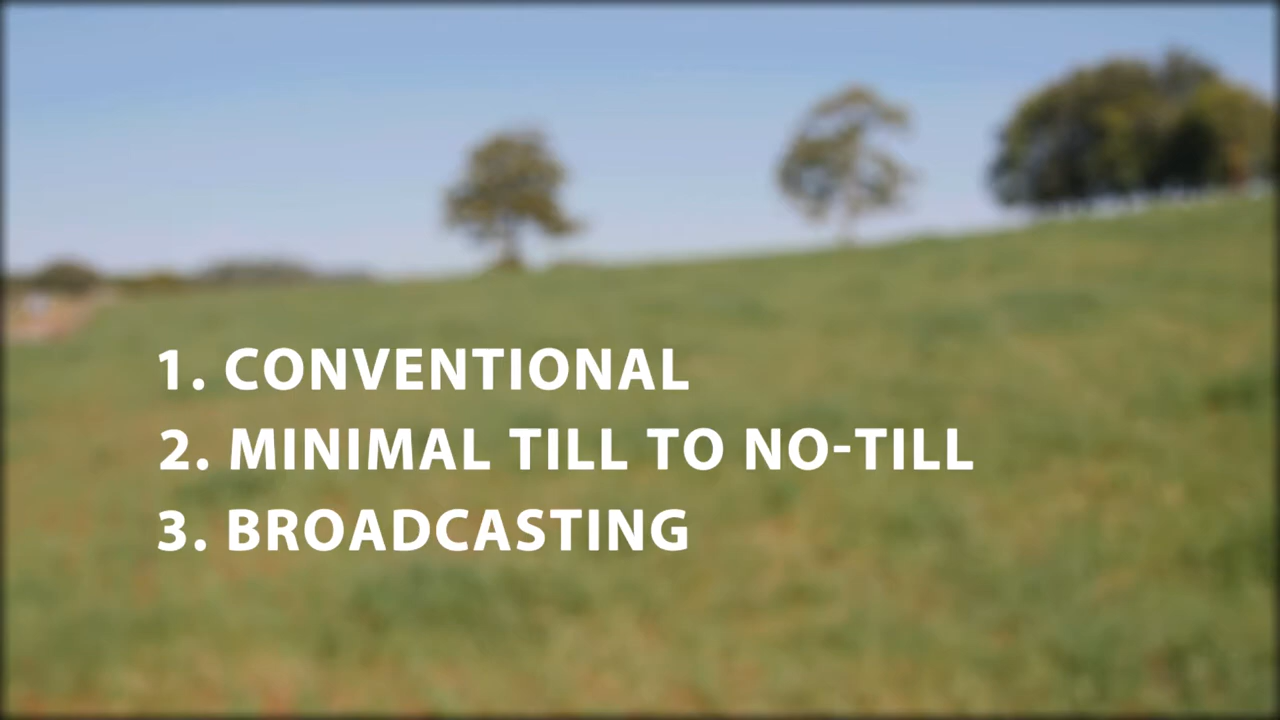 1. CONVENTIONAL
2. MINIMAL TILL TO NO-TILL
3. BROADCASTING